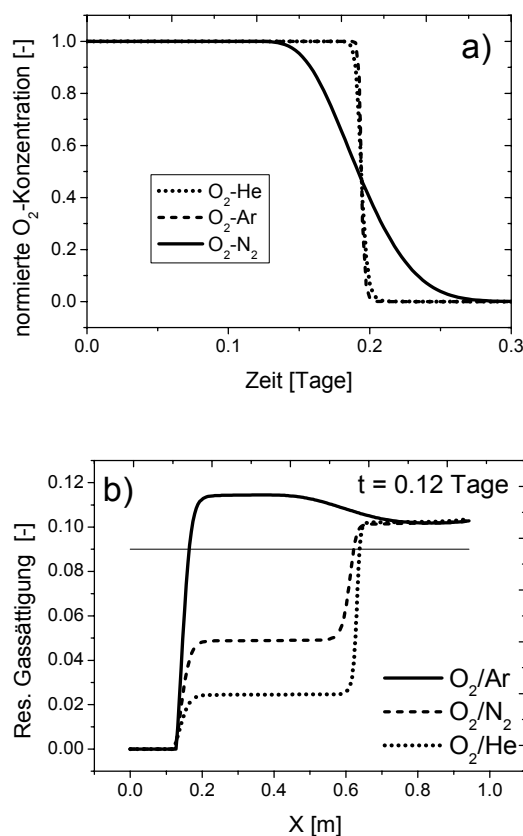 a)
normierte O₂-Konzentration [-]
1.0
0.8
0.6
0.4
0.2
0.0
O₂-He
O₂-Ar
O₂-N₂
0.0 0.1 0.2 0.3
Zeit [Tage]
b)
t = 0.12 Tage
Res. Gassättigung [-]
0.12
0.10
0.08
0.06
0.04
0.02
0.00
O₂/Ar
O₂/N₂
O₂/He
0.0 0.2 0.4 0.6 0.8 1.0
X [m]